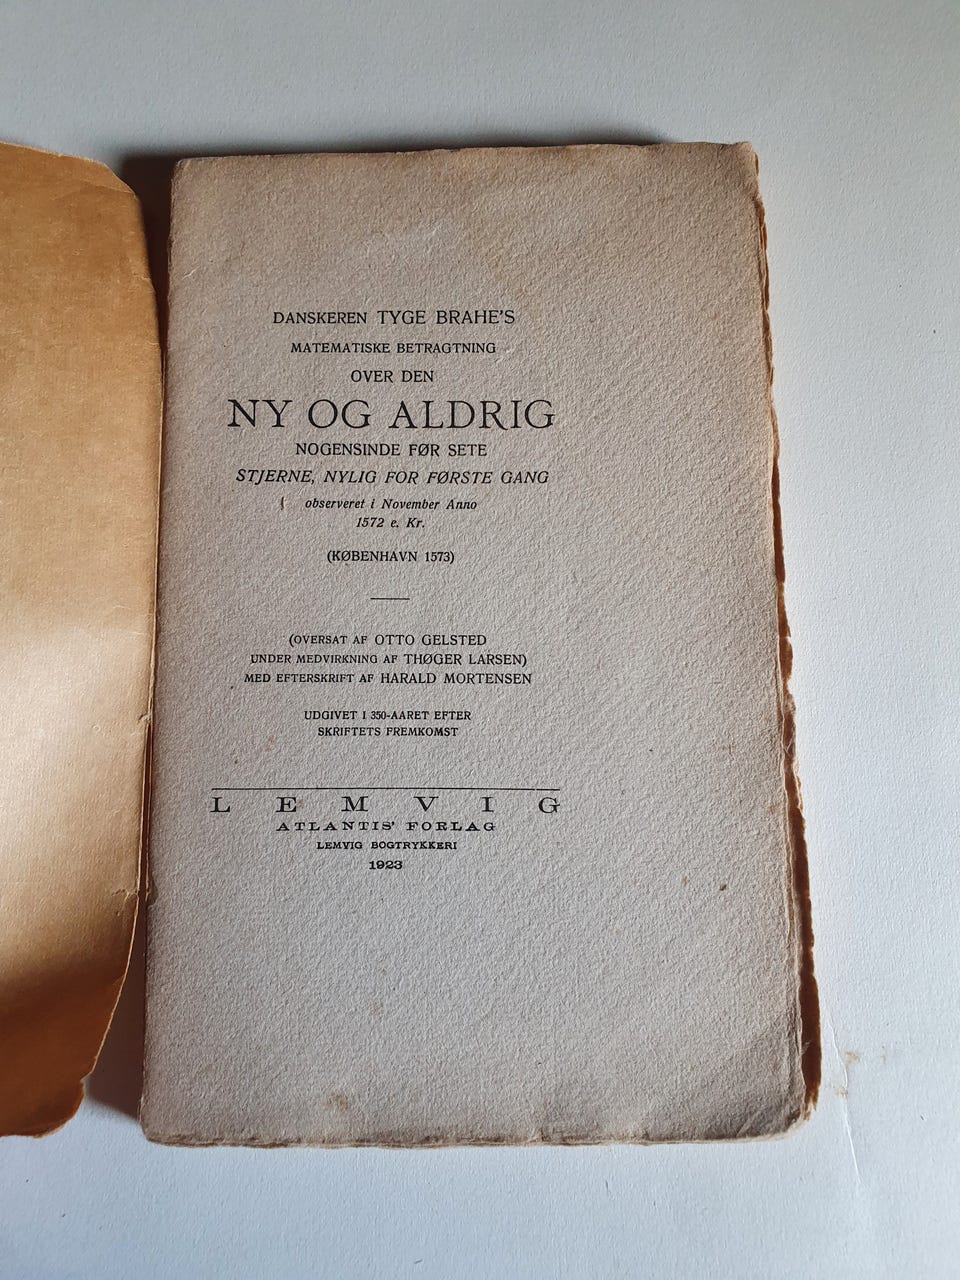 DANSKEREN TYGE BRAHE'S
MATEMATISKE BETRAGTNING
OVER DEN
NY OG ALDRIG
NOGENSINDE FØR SETE
STJERNE, NYLIG FOR FØRSTE GANG
observeret i November Anno
1572 e. Kr.
(KØBENHAVN 1573)
(OVERSAT AF OTTO GELSTED
UNDER MEDVIRKNING AF THØGER LARSEN)
MED EFTERSKRIFT AF HARALD MORTENSEN
UDGIVET I 350-AARET EFTER
SKRIFTETS FREMKOMST
LEMVIG
ATLANTIS' FORLAG
LEMVIG BOGTRYKKERI
1923